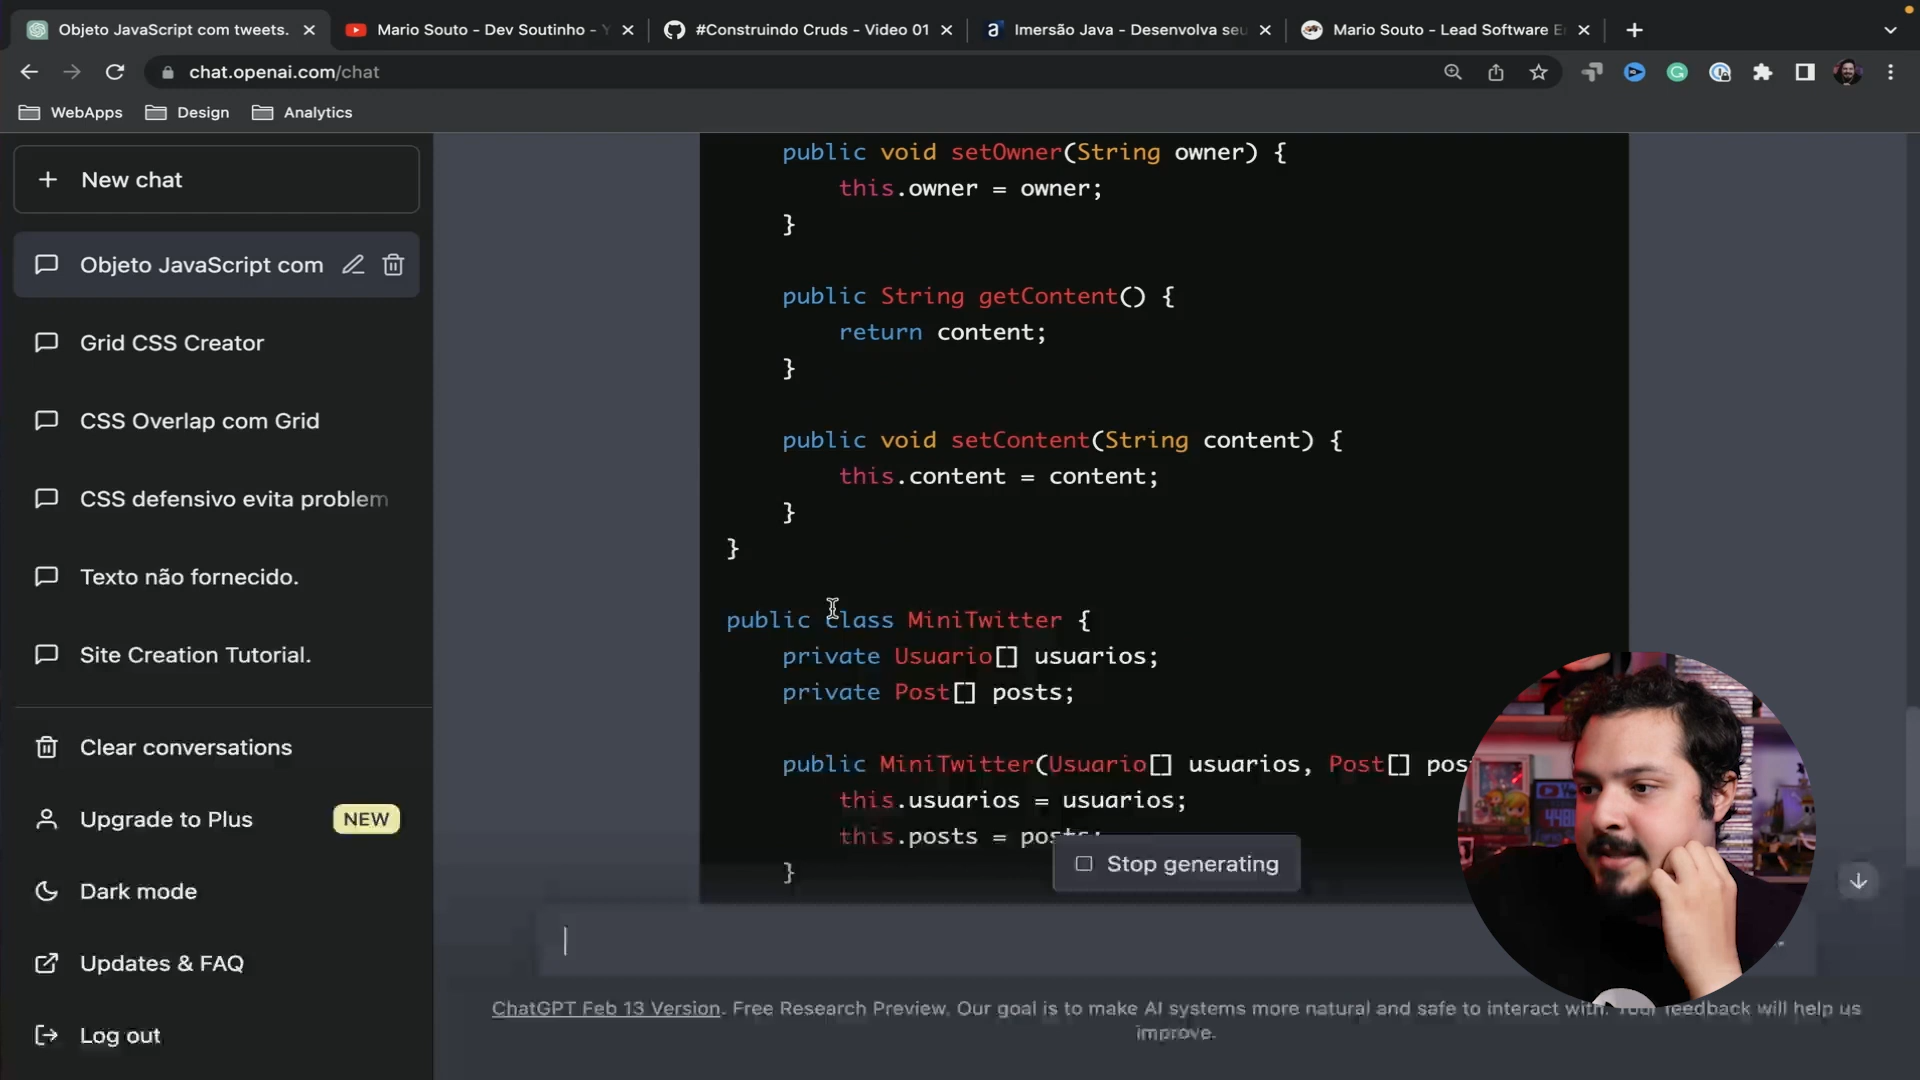 Objeto JavaScript com tweets.
Mario Souto - Dev Soutinho - Y
#Construindo Cruds - Video 01
Imersão Java - Desenvolva seu
Mario Souto - Lead Software E
chat.openai.com/chat
WebApps
Design
Analytics
New chat
Objeto JavaScript com
Grid CSS Creator
CSS Overlap com Grid
CSS defensivo evita problem
Texto não fornecido.
Site Creation Tutorial.
Clear conversations
Upgrade to Plus
NEW
Dark mode
Updates & FAQ
Log out
public void setOwner(String owner) {
this.owner = owner;
}
public String getContent() {
return content;
}
public void setContent(String content) {
this.content = content;
}
}
public class MiniTwitter {
private Usuario[] usuarios;
private Post[] posts;
public MiniTwitter(Usuario[] usuarios, Post[] pos
this.usuarios = usuarios;
this.posts = posts;
}
Stop generating
ChatGPT Feb 13 Version. Free Research Preview. Our goal is to make AI systems more natural and safe to interact with. Your feedback will help us
improve.